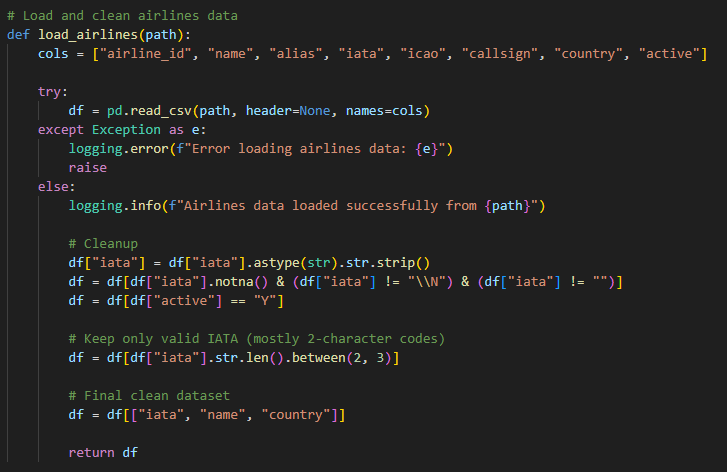 # Load and clean airlines data
def load_airlines(path):
    cols = ["airline_id", "name", "alias", "iata", "icao", "callsign", "country", "active"]

    try:
        df = pd.read_csv(path, header=None, names=cols)
    except Exception as e:
        logging.error(f"Error loading airlines data: {e}")
        raise
    else:
        logging.info(f"Airlines data loaded successfully from {path}")

        # Cleanup
        df["iata"] = df["iata"].astype(str).str.strip()
        df = df[df["iata"].notna() & (df["iata"] != "\\N") & (df["iata"] != "")]
        df = df[df["active"] == "Y"]

        # Keep only valid IATA (mostly 2-character codes)
        df = df[df["iata"].str.len().between(2, 3)]

        # Final clean dataset
        df = df[["iata", "name", "country"]]

        return df